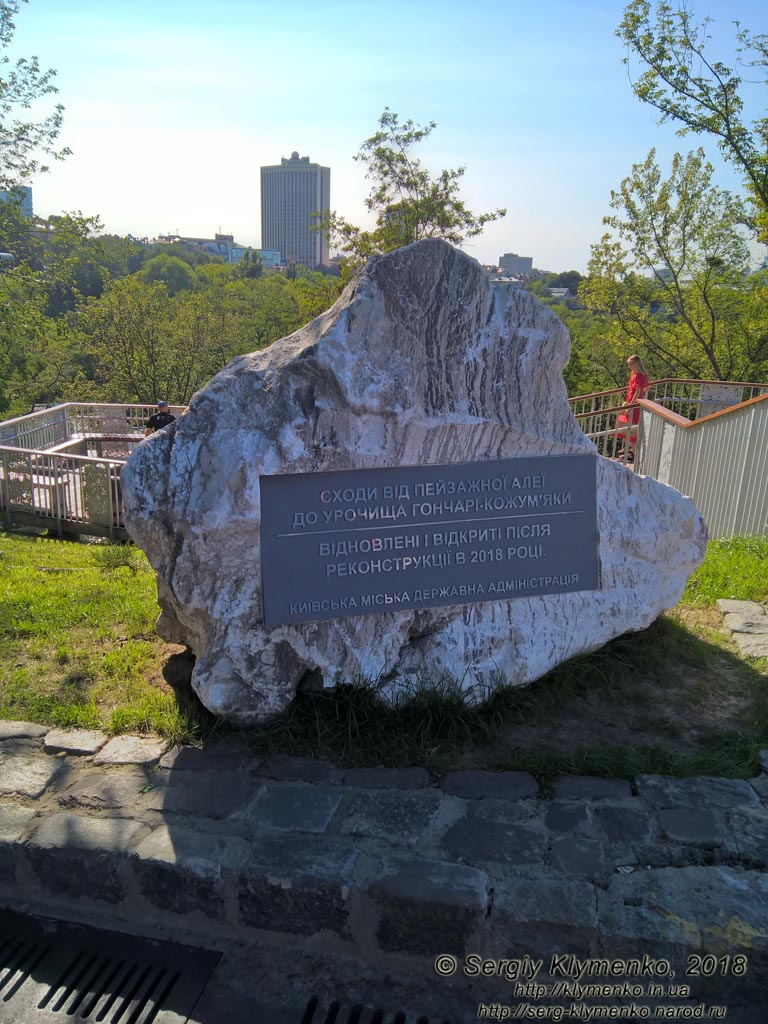 СХОДИ ВІД ПЕЙЗАЖНОЇ АЛЕЇ
ДО УРОЧИЩА ГОНЧАРІ-КОЖУМ'ЯКИ
ВІДНОВЛЕНІ І ВІДКРИТІ ПІСЛЯ
РЕКОНСТРУКЦІЇ В 2018 РОЦІ.
КИЇВСЬКА МІСЬКА ДЕРЖАВНА АДМІНІСТРАЦІЯ
© Sergiy Klymenko, 2018
http://klymenko.in.ua
http://serg-klymenko.narod.ru